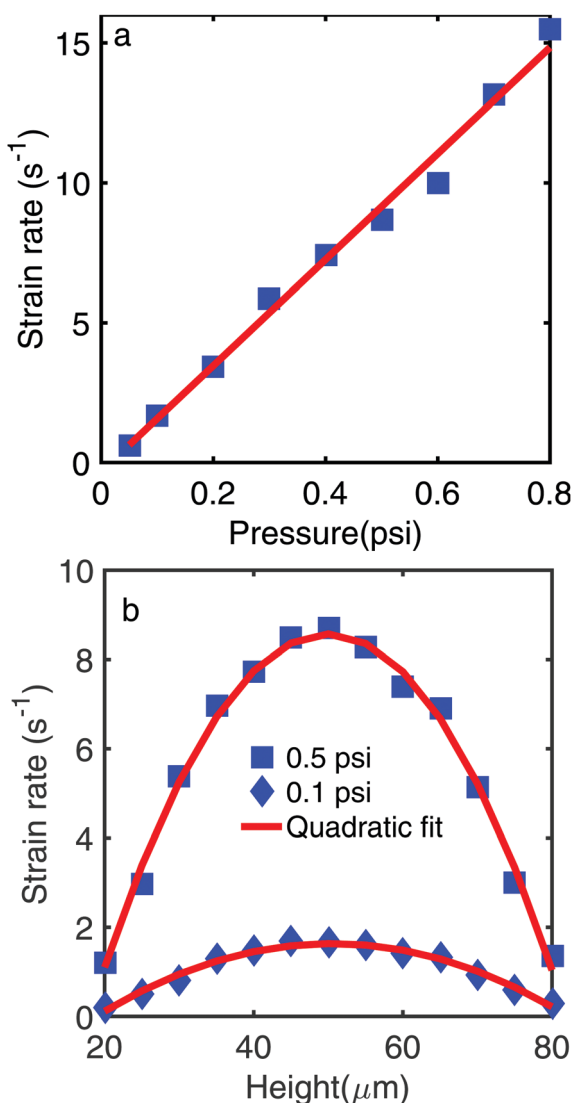 a
15
10
5
0
Strain rate (s-1)
0 0.2 0.4 0.6 0.8
Pressure(psi)
b
10
8
6
4
2
0
Strain rate (s-1)
0.5 psi
0.1 psi
Quadratic fit
20 40 60 80
Height(μm)